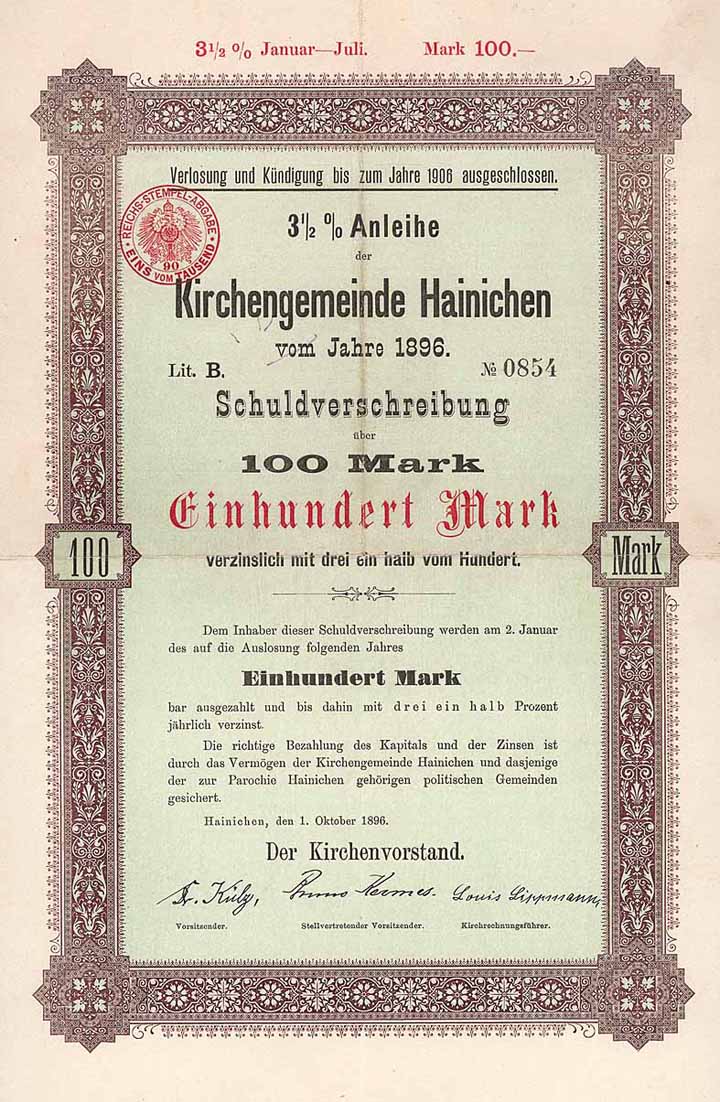 3½ % Januar—Juli. Mark 100.—
Verlosung und Kündigung bis zum Jahre 1906 ausgeschlossen.
REICHS-STEMPEL-ABGABE
90
EINS VOM TAUSEND
3½ % Anleihe
der
Kirchengemeinde Hainichen
vom Jahre 1896.
Lit. B. № 0854
Schuldverschreibung
über
100 Mark
Einhundert Mark
100 Mark
verzinslich mit drei ein halb vom Hundert.
Dem Inhaber dieser Schuldverschreibung werden am 2. Januar
des auf die Auslosung folgenden Jahres
Einhundert Mark
bar ausgezahlt und bis dahin mit drei ein halb Prozent
jährlich verzinst.
Die richtige Bezahlung des Kapitals und der Zinsen ist
durch das Vermögen der Kirchengemeinde Hainichen und dasjenige
der zur Parochie Hainichen gehörigen politischen Gemeinden
gesichert.
Hainichen, den 1. Oktober 1896.
Der Kirchenvorstand.
Dr. Külz, Bruno Hermes. Louis Lippmann,
Vorsitzender. Stellvertretender Vorsitzender. Kirchrechnungsführer.